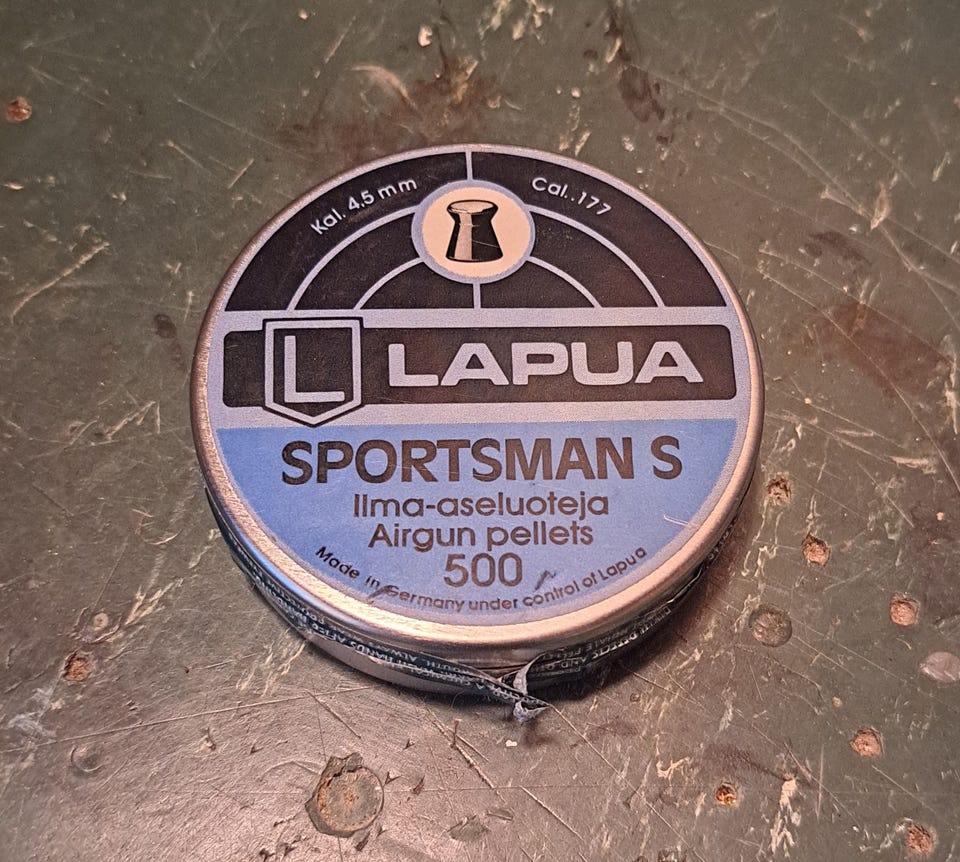 Kal. 4,5 mm
Cal. .177
L LAPUA
SPORTSMAN S
Ilma-aseluoteja
Airgun pellets
500
Made in Germany under control of Lapua